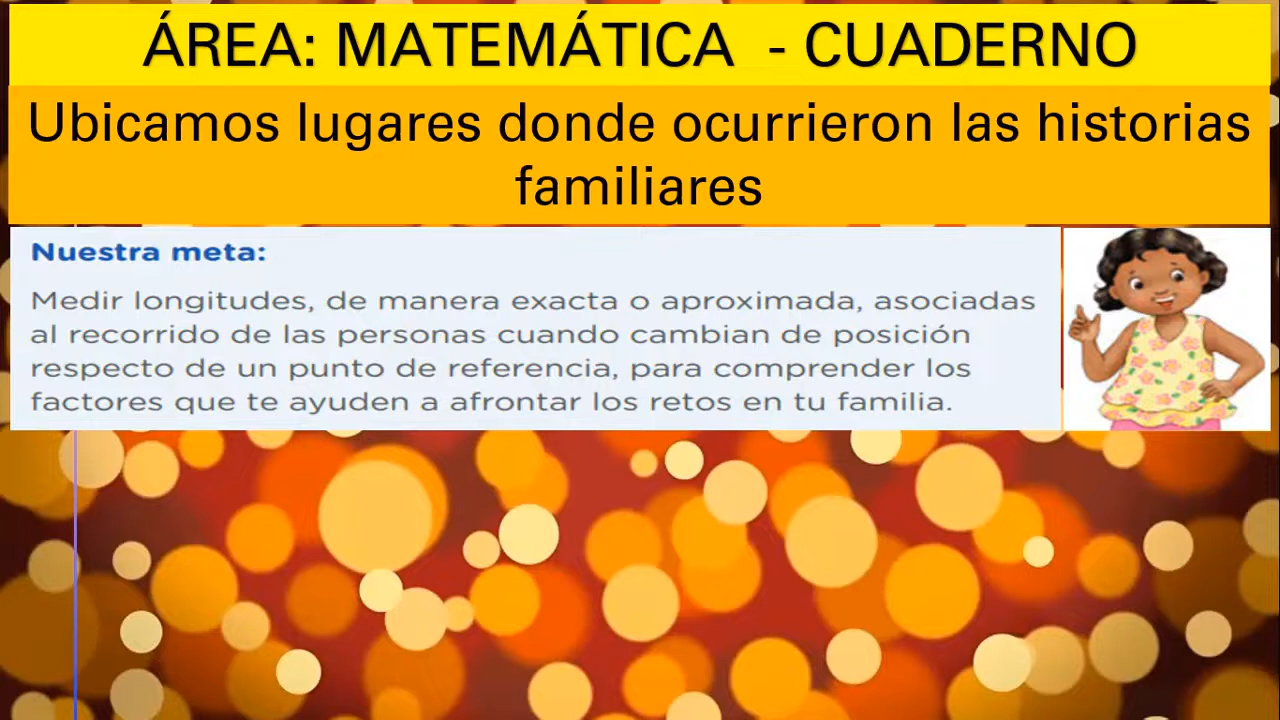 ÁREA: MATEMÁTICA - CUADERNO
Ubicamos lugares donde ocurrieron las historias
familiares
Nuestra meta:
Medir longitudes, de manera exacta o aproximada, asociadas
al recorrido de las personas cuando cambian de posición
respecto de un punto de referencia, para comprender los
factores que te ayuden a afrontar los retos en tu familia.